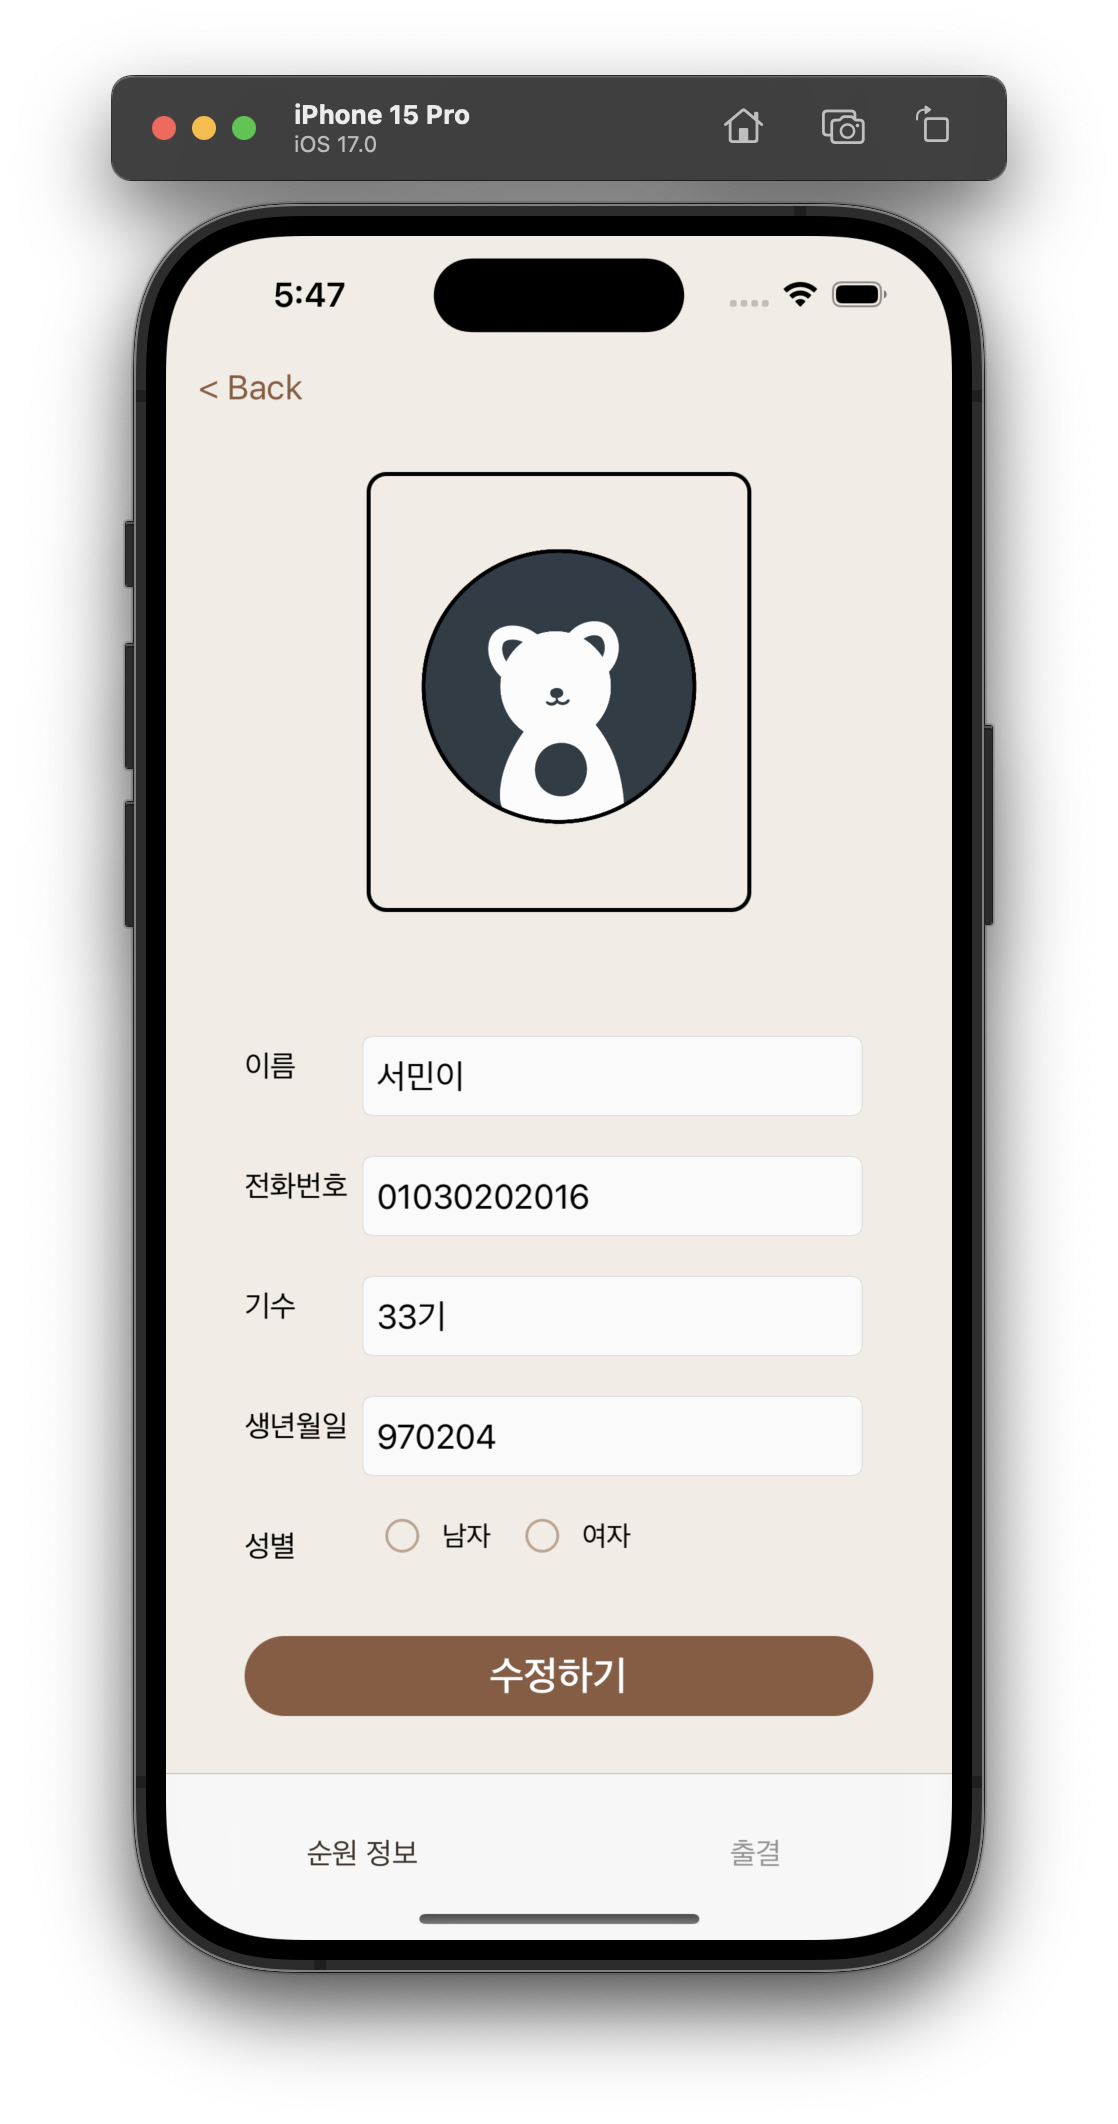 iPhone 15 Pro
iOS 17.0
5:47
< Back
이름
서민이
전화번호
01030202016
기수
33기
생년월일
970204
성별
남자 여자
수정하기
순원 정보 출결